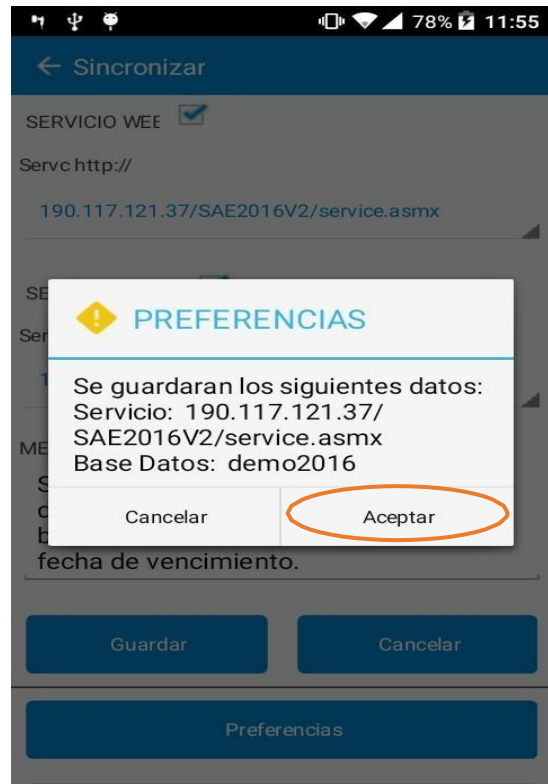 78% 11:55
Sincronizar
SERVICIO WEE
Servc http://
190.117.121.37/SAE2016V2/service.asmx
SE
Ser
1
ME
S
d
b
fecha de vencimiento.
PREFERENCIAS
Se guardaran los siguientes datos:
Servicio: 190.117.121.37/
SAE2016V2/service.asmx
Base Datos: demo2016
Cancelar Aceptar
Guardar Cancelar
Preferencias